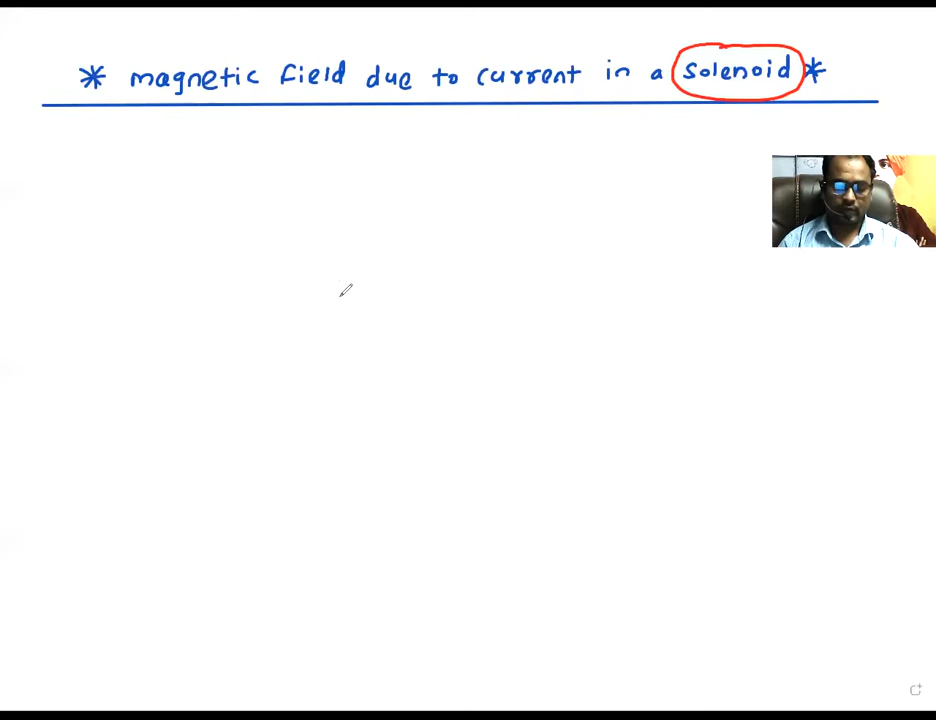 * magnetic field due to current in a solenoid *